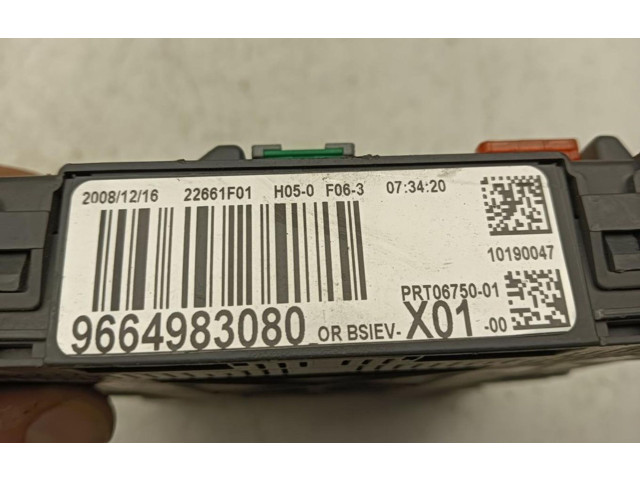 2008/12/16 22661F01 H05-0 F06-3 07:34:20
10190047
PRT06750-01
9664983080 OR BSIEV- X01 -00